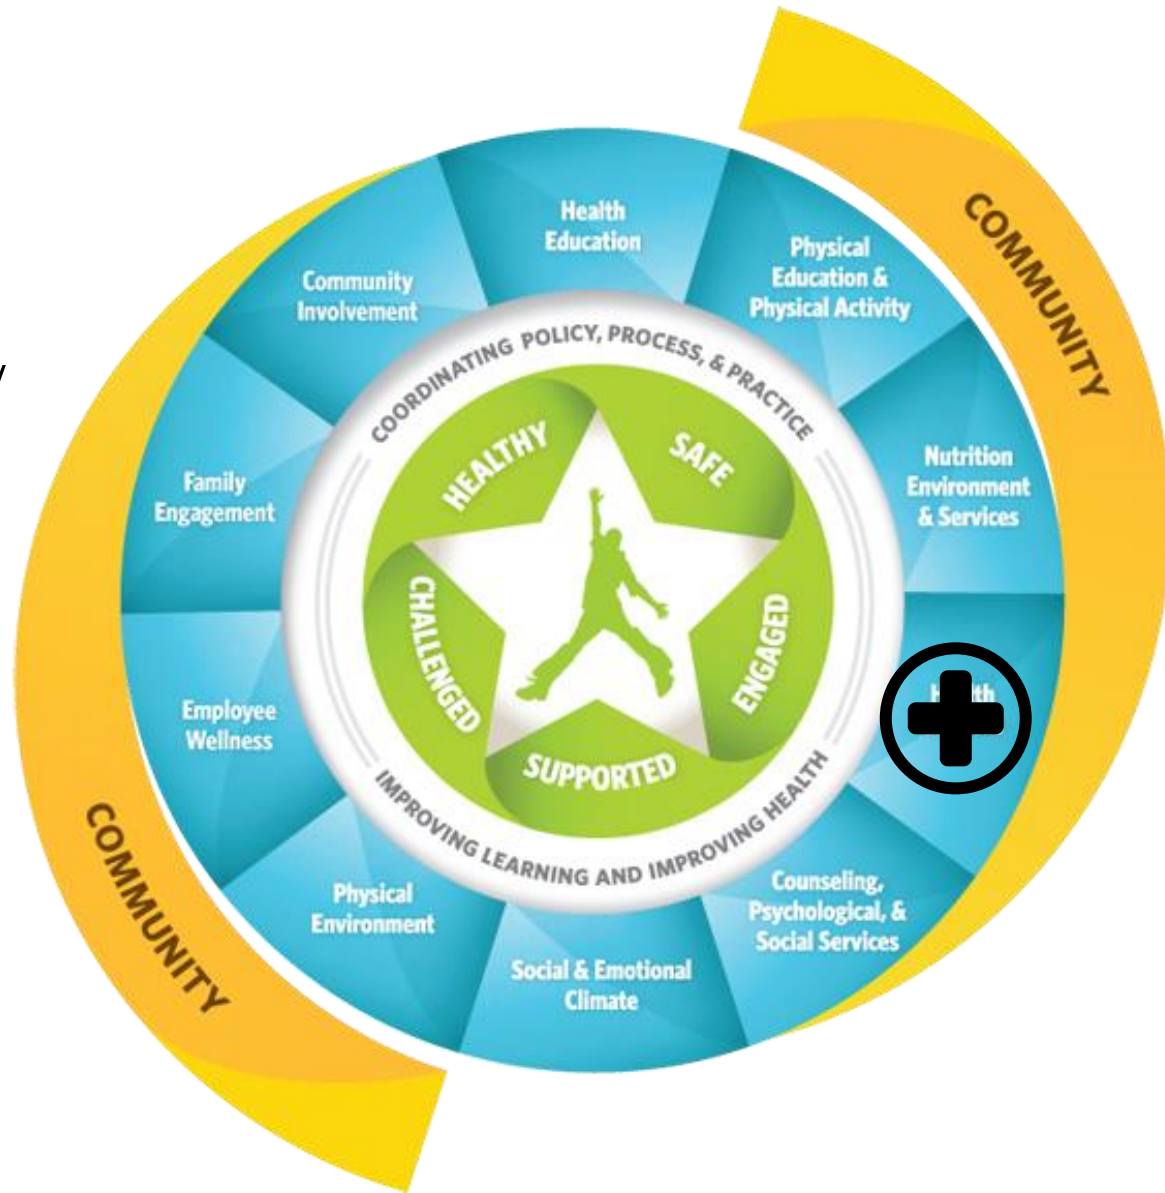 COMMUNITY
Health
Education
Physical
Education &
Physical Activity
Nutrition
Environment
& Services
Counseling,
Psychological, &
Social Services
Social & Emotional
Climate
Physical
Environment
Employee
Wellness
Family
Engagement
Community
Involvement
COORDINATING POLICY, PROCESS, & PRACTICE
IMPROVING LEARNING AND IMPROVING HEALTH
HEALTHY
SAFE
ENGAGED
SUPPORTED
CHALLENGED
COMMUNITY